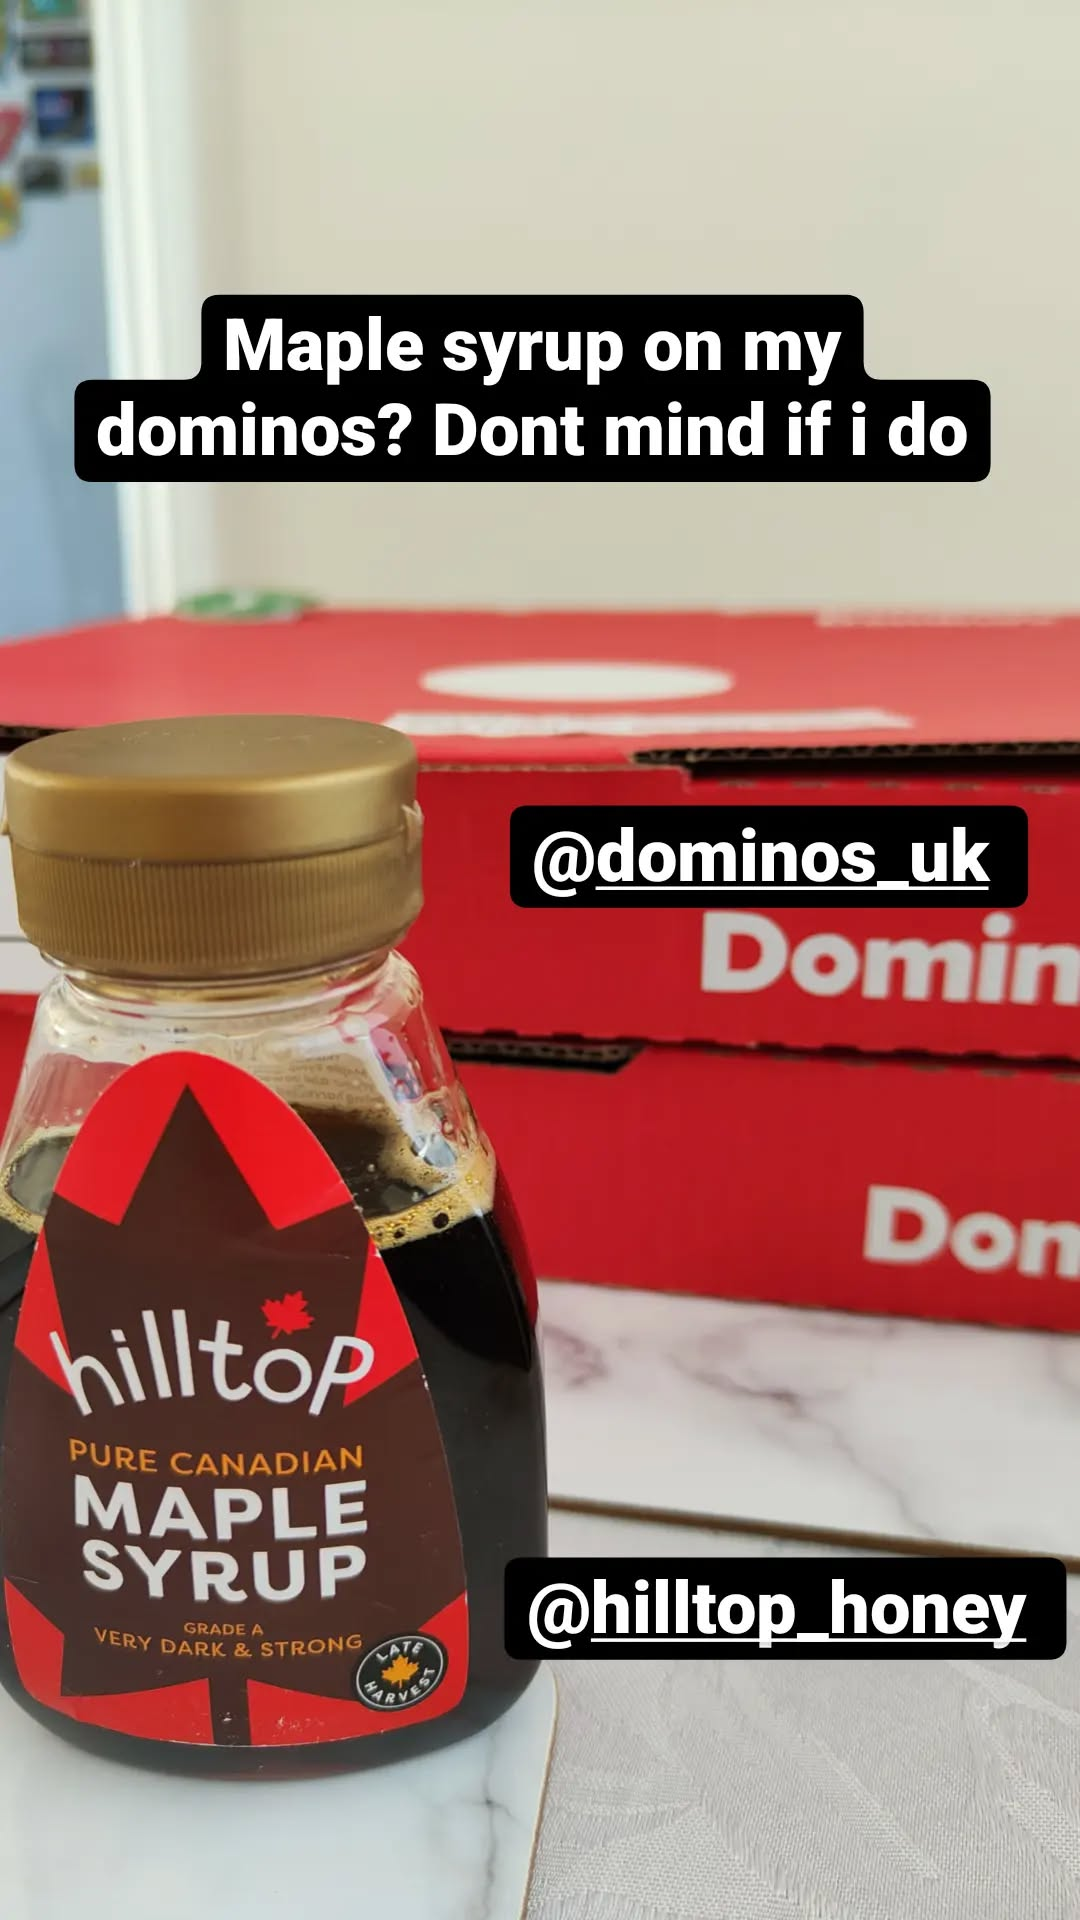 Maple syrup on my
dominos? Dont mind if i do
@dominos_uk
Domin
Don
hilltop
PURE CANADIAN
MAPLE
SYRUP
GRADE A
VERY DARK & STRONG
LATE
HARVEST
@hilltop_honey